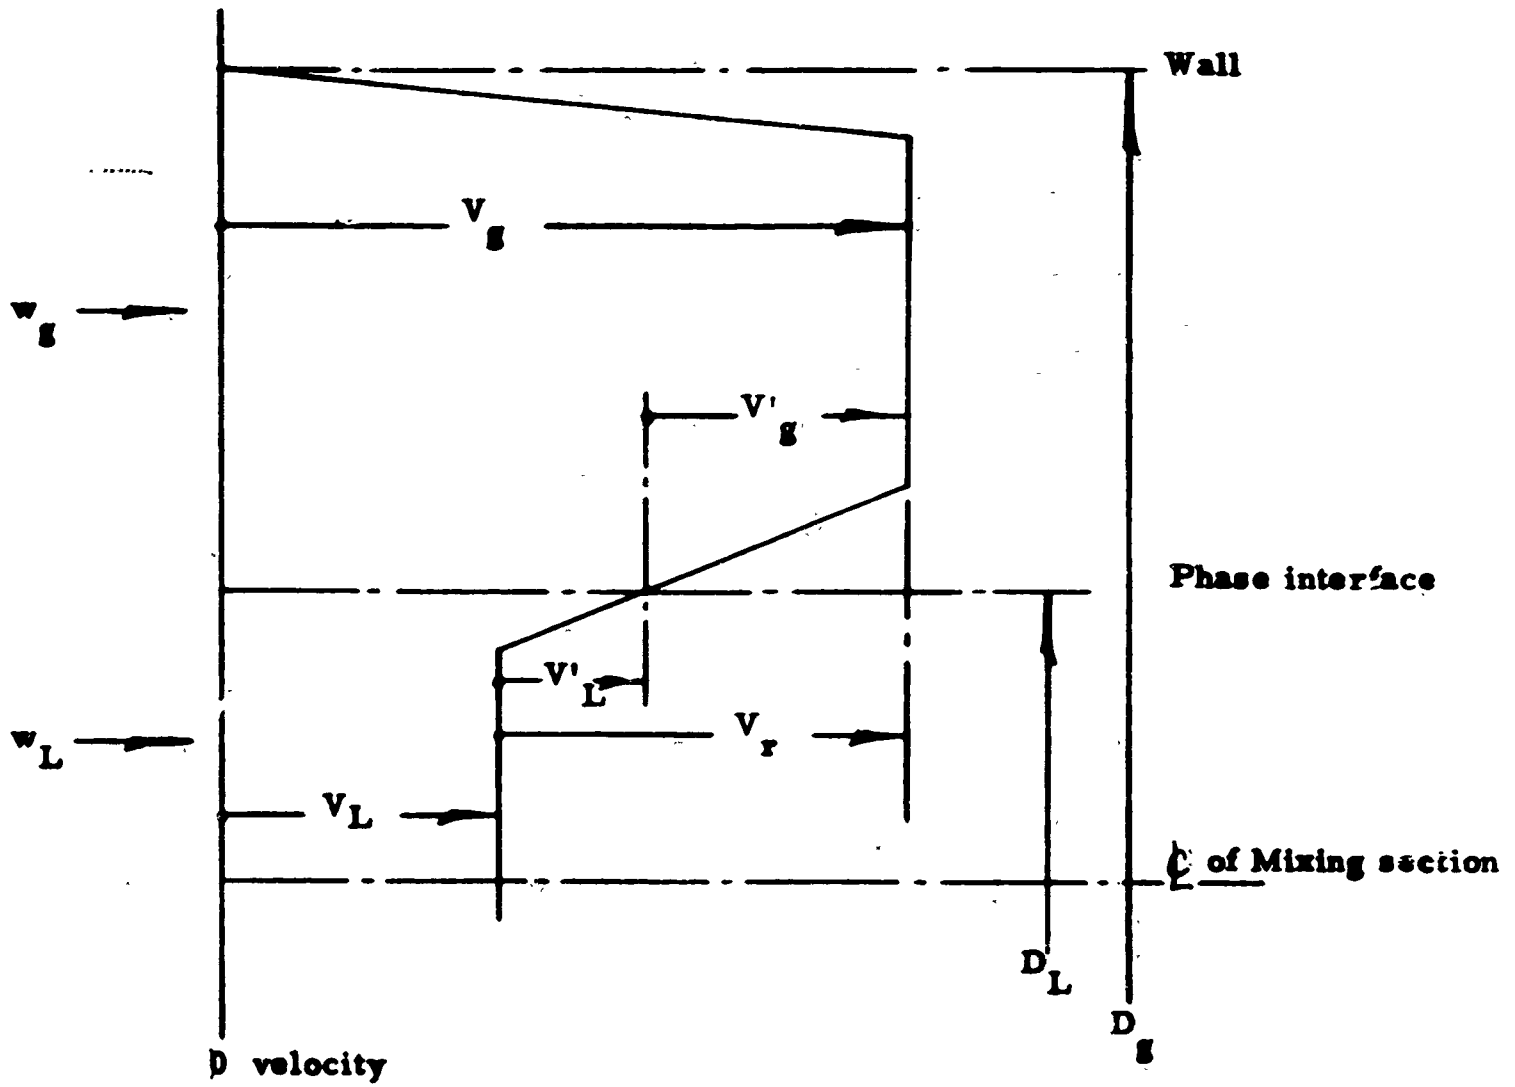 Wall
V_g
w_g
V'_g
Phase interface
V'_L
V_r
w_L
V_L
℄ of Mixing section
D_L
D_g
0 velocity